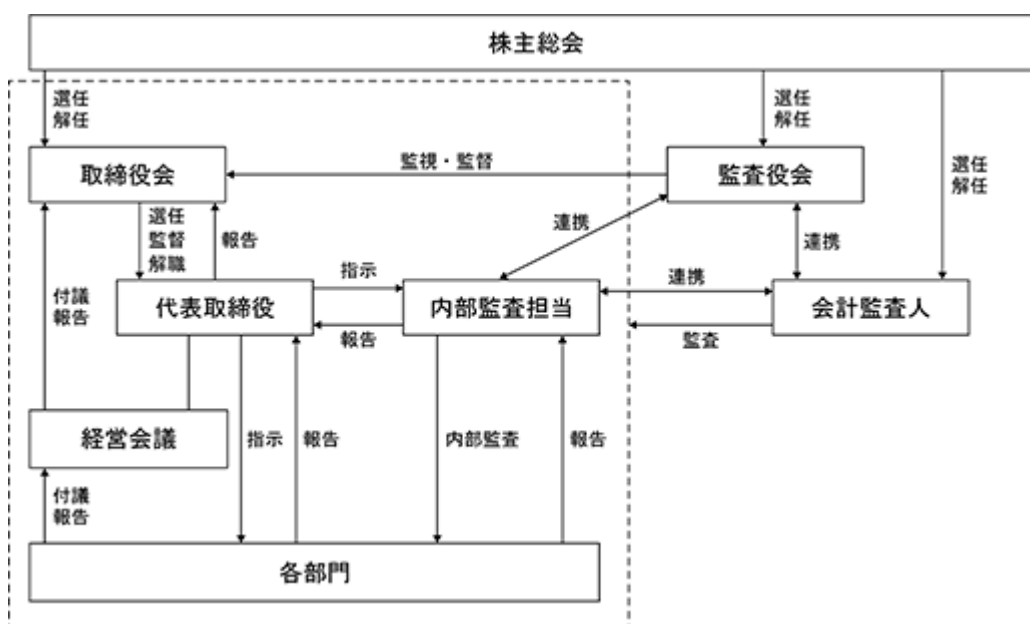 株主総会
選任
解任
選任
解任
選任
解任
取締役会
監視・監督
監査役会
選任
監督
解職
報告
連携
連携
付議
報告
指示
連携
代表取締役
内部監査担当
会計監査人
報告
監査
経営会議
指示
報告
内部監査
報告
付議
報告
各部門